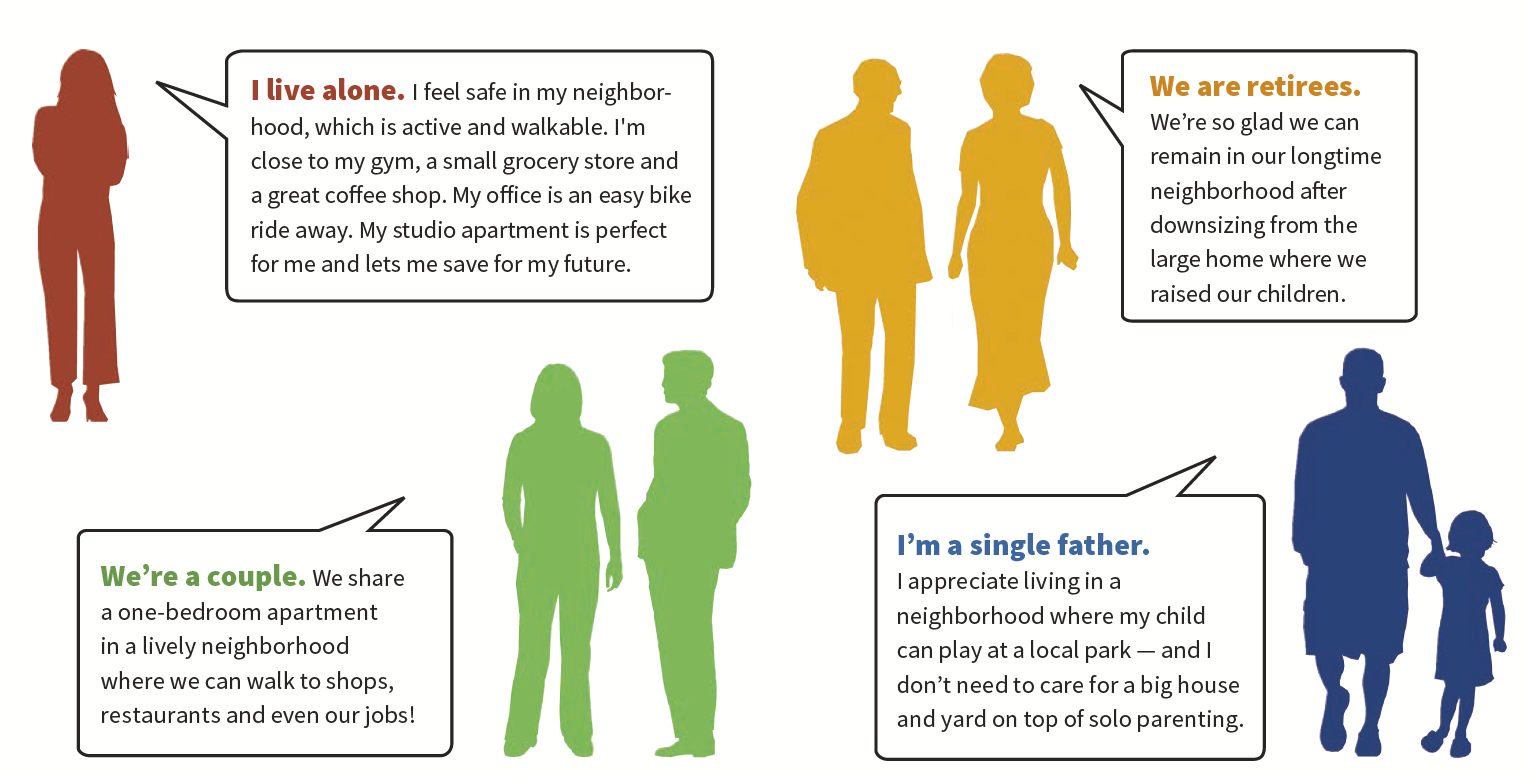 I live alone. I feel safe in my neighbor-
hood, which is active and walkable. I'm
close to my gym, a small grocery store and
a great coffee shop. My office is an easy bike
ride away. My studio apartment is perfect
for me and lets me save for my future.
We are retirees.
We’re so glad we can
remain in our longtime
neighborhood after
downsizing from the
large home where we
raised our children.
We’re a couple. We share
a one-bedroom apartment
in a lively neighborhood
where we can walk to shops,
restaurants and even our jobs!
I’m a single father.
I appreciate living in a
neighborhood where my child
can play at a local park — and I
don’t need to care for a big house
and yard on top of solo parenting.